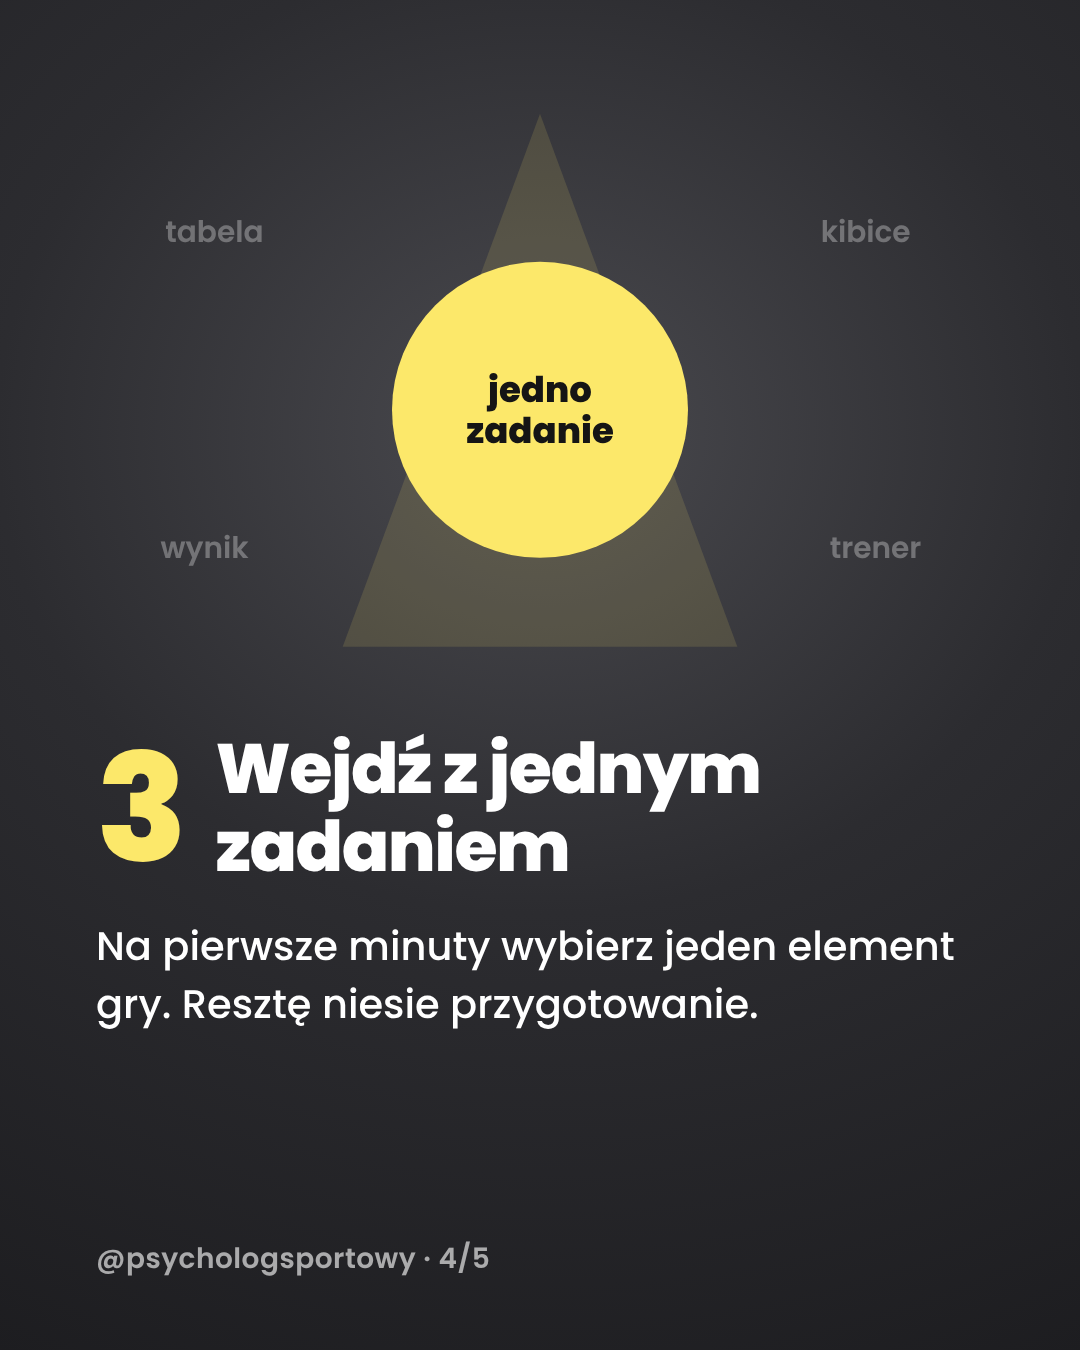 tabela
kibice
jedno
zadanie
wynik
trener
3 Wejdź z jednym
zadaniem
Na pierwsze minuty wybierz jeden element
gry. Resztę niesie przygotowanie.
@psychologsportowy · 4/5